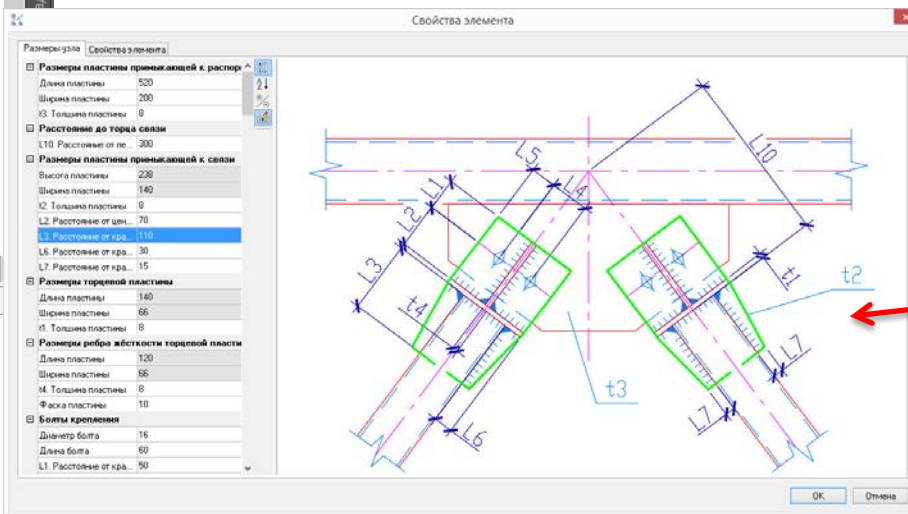 Свойства элемента
Размеры узла Свойства элемента
Размеры пластины примыкающей к распор
Длина пластины 520
Ширина пластины 200
t3. Толщина пластины 8
Расстояние до торца связи
L10. Расстояние от пе... 300
Размеры пластины примыкающей к связи
Высота пластины 238
Ширина пластины 140
t2. Толщина пластины 8
L2. Расстояние от цен... 70
L3. Расстояние от кра... 110
L6. Расстояние от кра... 30
L7. Расстояние от кра... 15
Размеры торцевой пластины
Длина пластины 140
Ширина пластины 66
t1. Толщина пластины 8
Размеры ребра жёсткости торцевой пласти
Длина пластины 120
Ширина пластины 66
t4. Толщина пластины 8
Фаска пластины 10
Болты крепления
Диаметр болта 16
Длина болта 60
L1. Расстояние от кра... 50
L10
L5
L4
L1
L2
L3
t4
t1
t2
t3
L7
L7
L6
OK Отмена